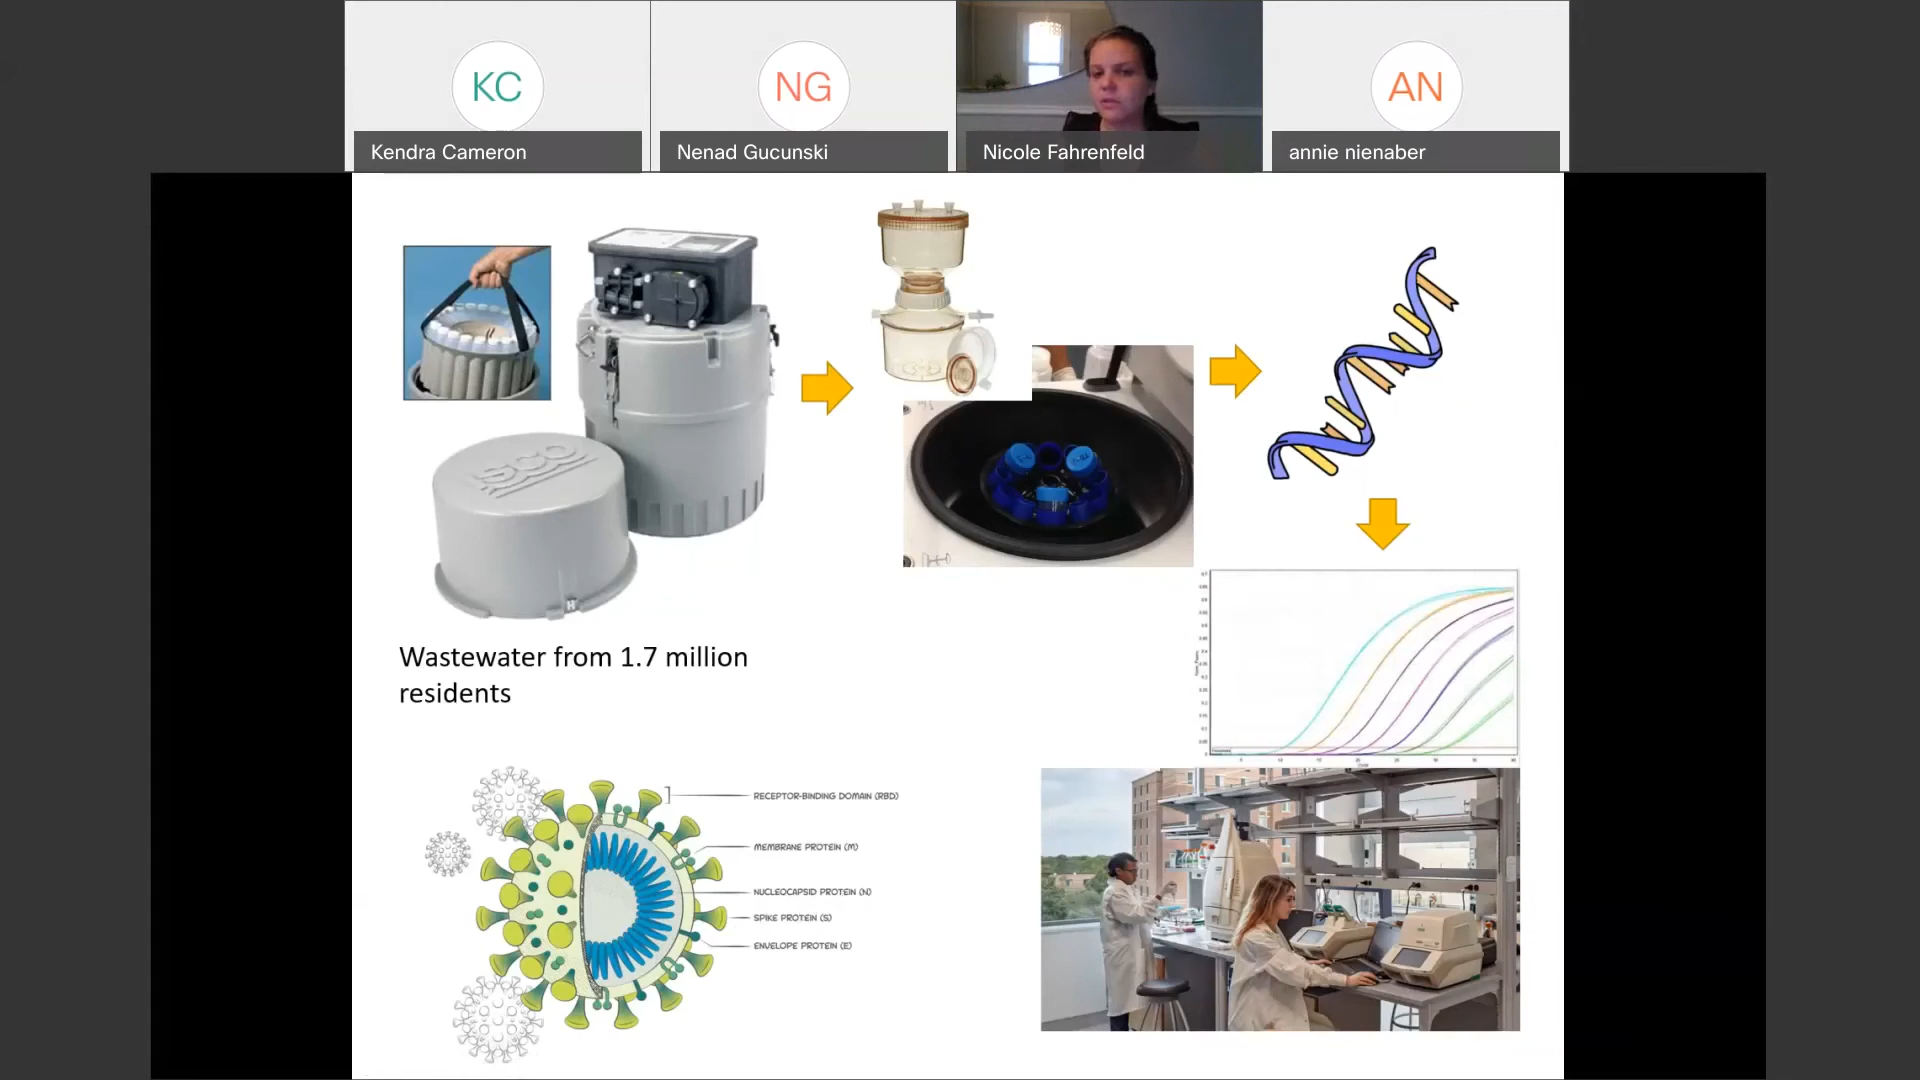 KC
NG
AN
Kendra Cameron
Nenad Gucunski
Nicole Fahrenfeld
annie nienaber
ISCO
Wastewater from 1.7 million
residents
RECEPTOR-BINDING DOMAIN (RBD)
MEMBRANE PROTEIN (M)
NUCLEOCAPSID PROTEIN (N)
SPIKE PROTEIN (S)
ENVELOPE PROTEIN (E)